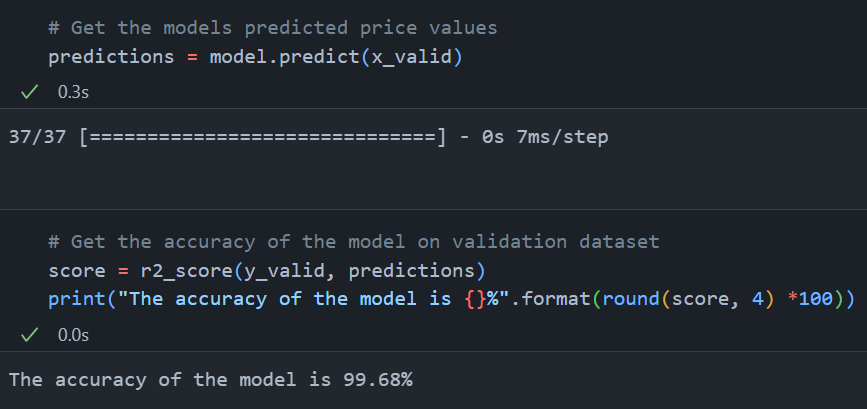 # Get the models predicted price values
predictions = model.predict(x_valid)
0.3s
37/37 [==============================] - 0s 7ms/step
# Get the accuracy of the model on validation dataset
score = r2_score(y_valid, predictions)
print("The accuracy of the model is {}%".format(round(score, 4) *100))
0.0s
The accuracy of the model is 99.68%